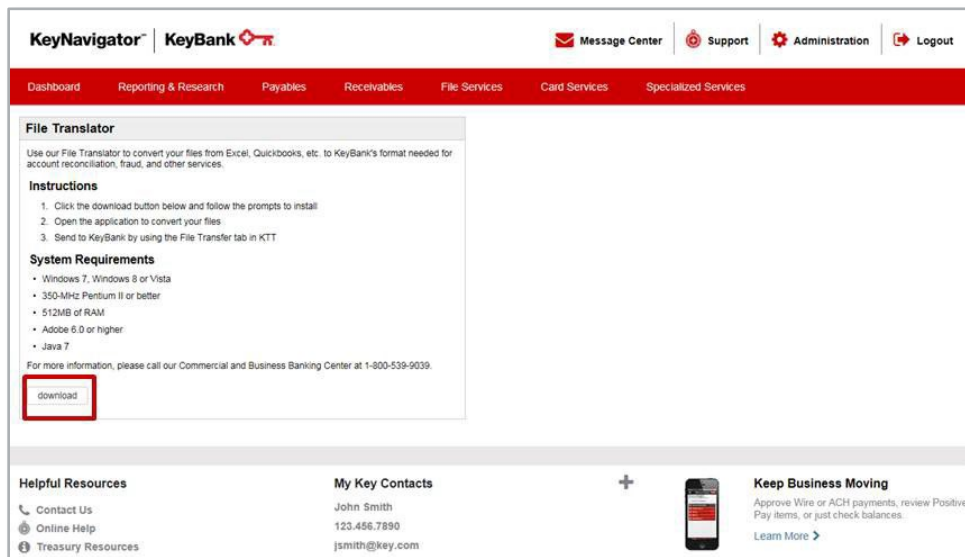 KeyNavigator℠ | KeyBank
Message Center
Support
Administration
Logout
Dashboard
Reporting & Research
Payables
Receivables
File Services
Card Services
Specialized Services
File Translator
Use our File Translator to convert your files from Excel, Quickbooks, etc. to KeyBank's format needed for
account reconciliation, fraud, and other services.
Instructions
1. Click the download button below and follow the prompts to install
2. Open the application to convert your files
3. Send to KeyBank by using the File Transfer tab in KTT
System Requirements
• Windows 7, Windows 8 or Vista
• 350-MHz Pentium II or better
• 512MB of RAM
• Adobe 6.0 or higher
• Java 7
For more information, please call our Commercial and Business Banking Center at 1-800-539-9039.
download
Helpful Resources
Contact Us
Online Help
Treasury Resources
My Key Contacts
John Smith
123.456.7890
jsmith@key.com
Keep Business Moving
Approve Wire or ACH payments, review Positive
Pay items, or just check balances.
Learn More